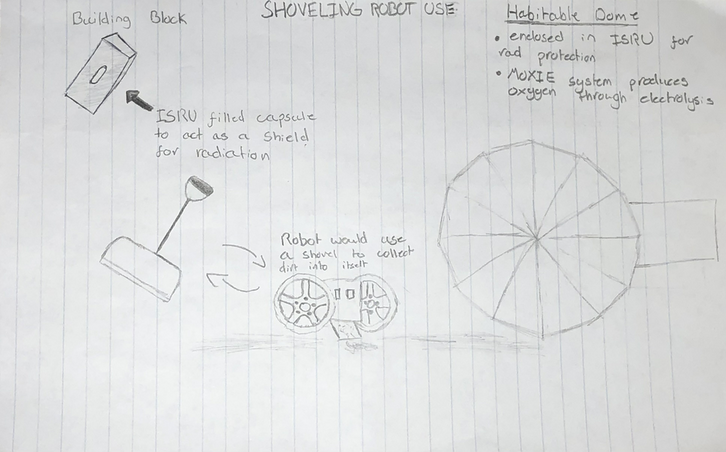 Building Block
SHOVELING ROBOT USE
Habitable Dome
• enclosed in ISRU for
rad protection
• MOXIE system produces
oxygen through electrolysis
ISRU filled capsule
to act as a shield
for radiation
Robot would use
a shovel to collect
dirt into itself